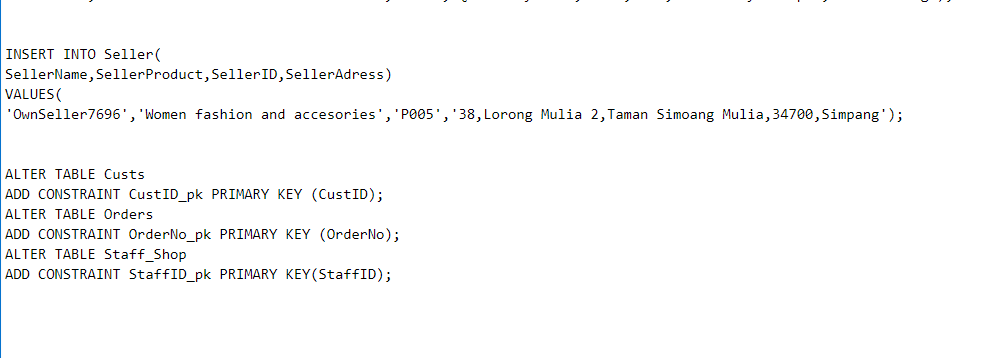 INSERT INTO Seller(
SellerName,SellerProduct,SellerID,SellerAdress)
VALUES(
'OwnSeller7696','Women fashion and accesories','P005','38,Lorong Mulia 2,Taman Simoang Mulia,34700,Simpang');
ALTER TABLE Custs
ADD CONSTRAINT CustID_pk PRIMARY KEY (CustID);
ALTER TABLE Orders
ADD CONSTRAINT OrderNo_pk PRIMARY KEY (OrderNo);
ALTER TABLE Staff_Shop
ADD CONSTRAINT StaffID_pk PRIMARY KEY(StaffID);